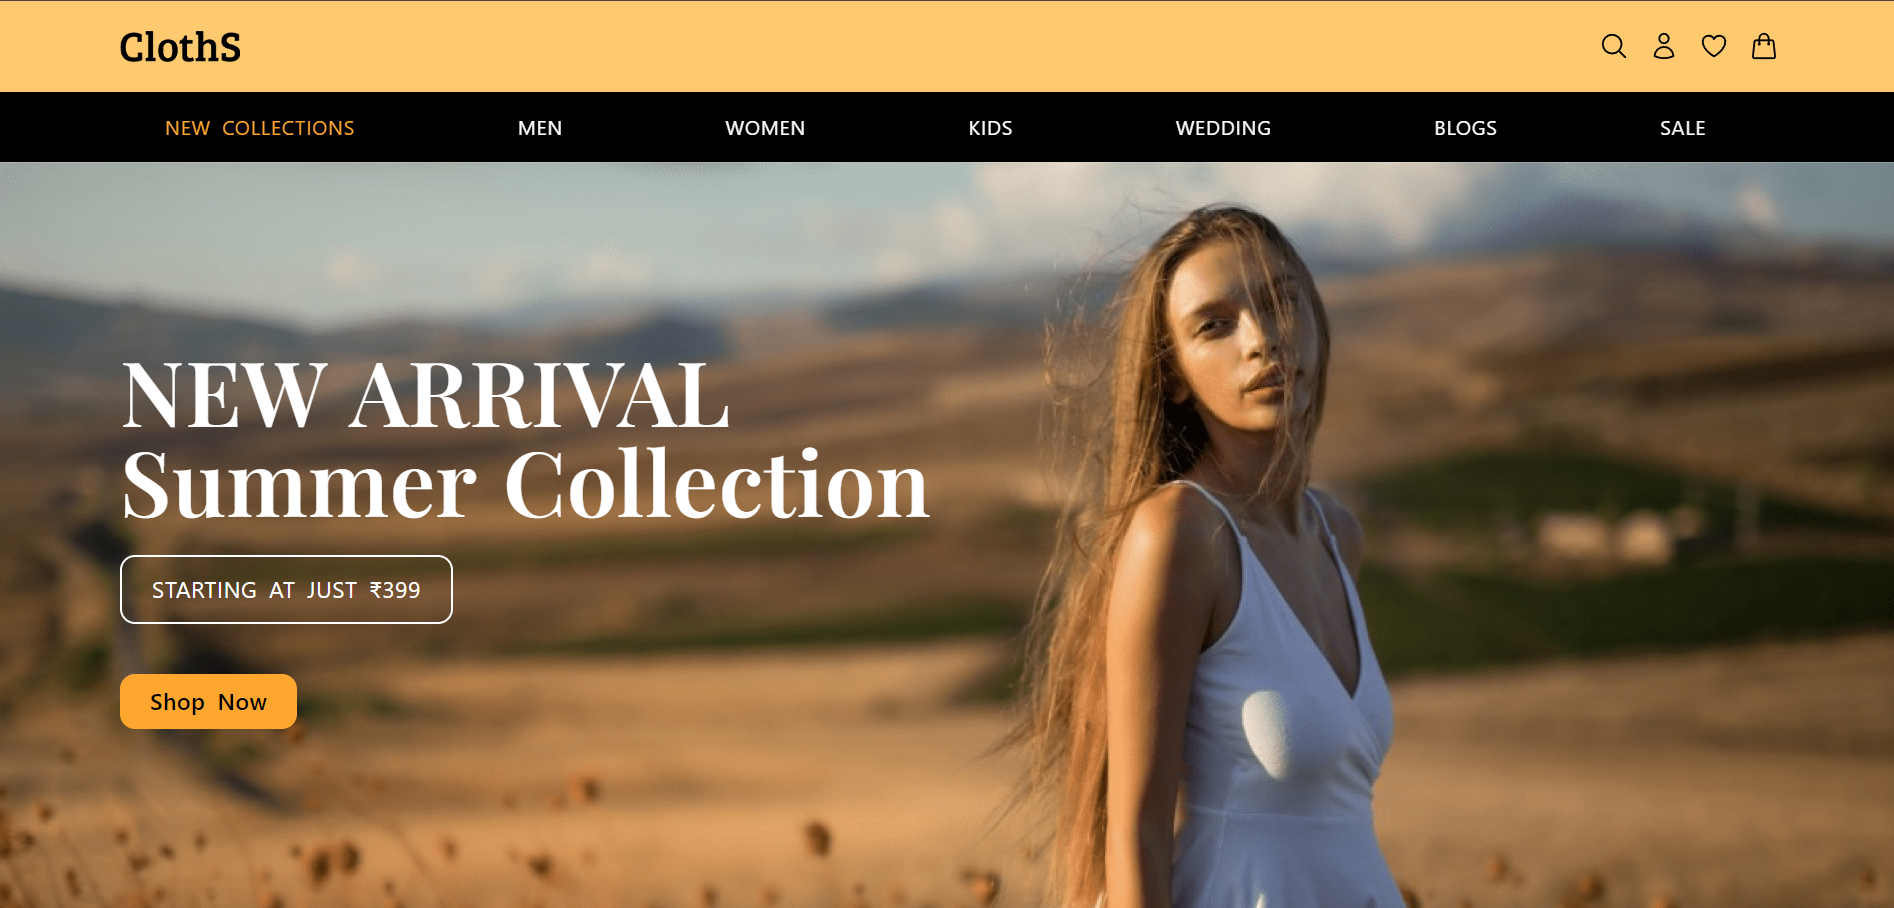 ClothS
NEW COLLECTIONS MEN WOMEN KIDS WEDDING BLOGS SALE
NEW ARRIVAL
Summer Collection
STARTING AT JUST ₹399
Shop Now